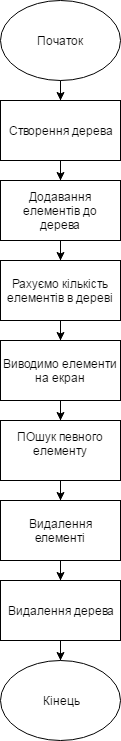 Початок
Створення дерева
Додавання
елементів до
дерева
Рахуємо кількість
елементів в дереві
Виводимо елементи
на екран
ПОшук певного
елементу
Видалення
елементі
Видалення дерева
Кінець